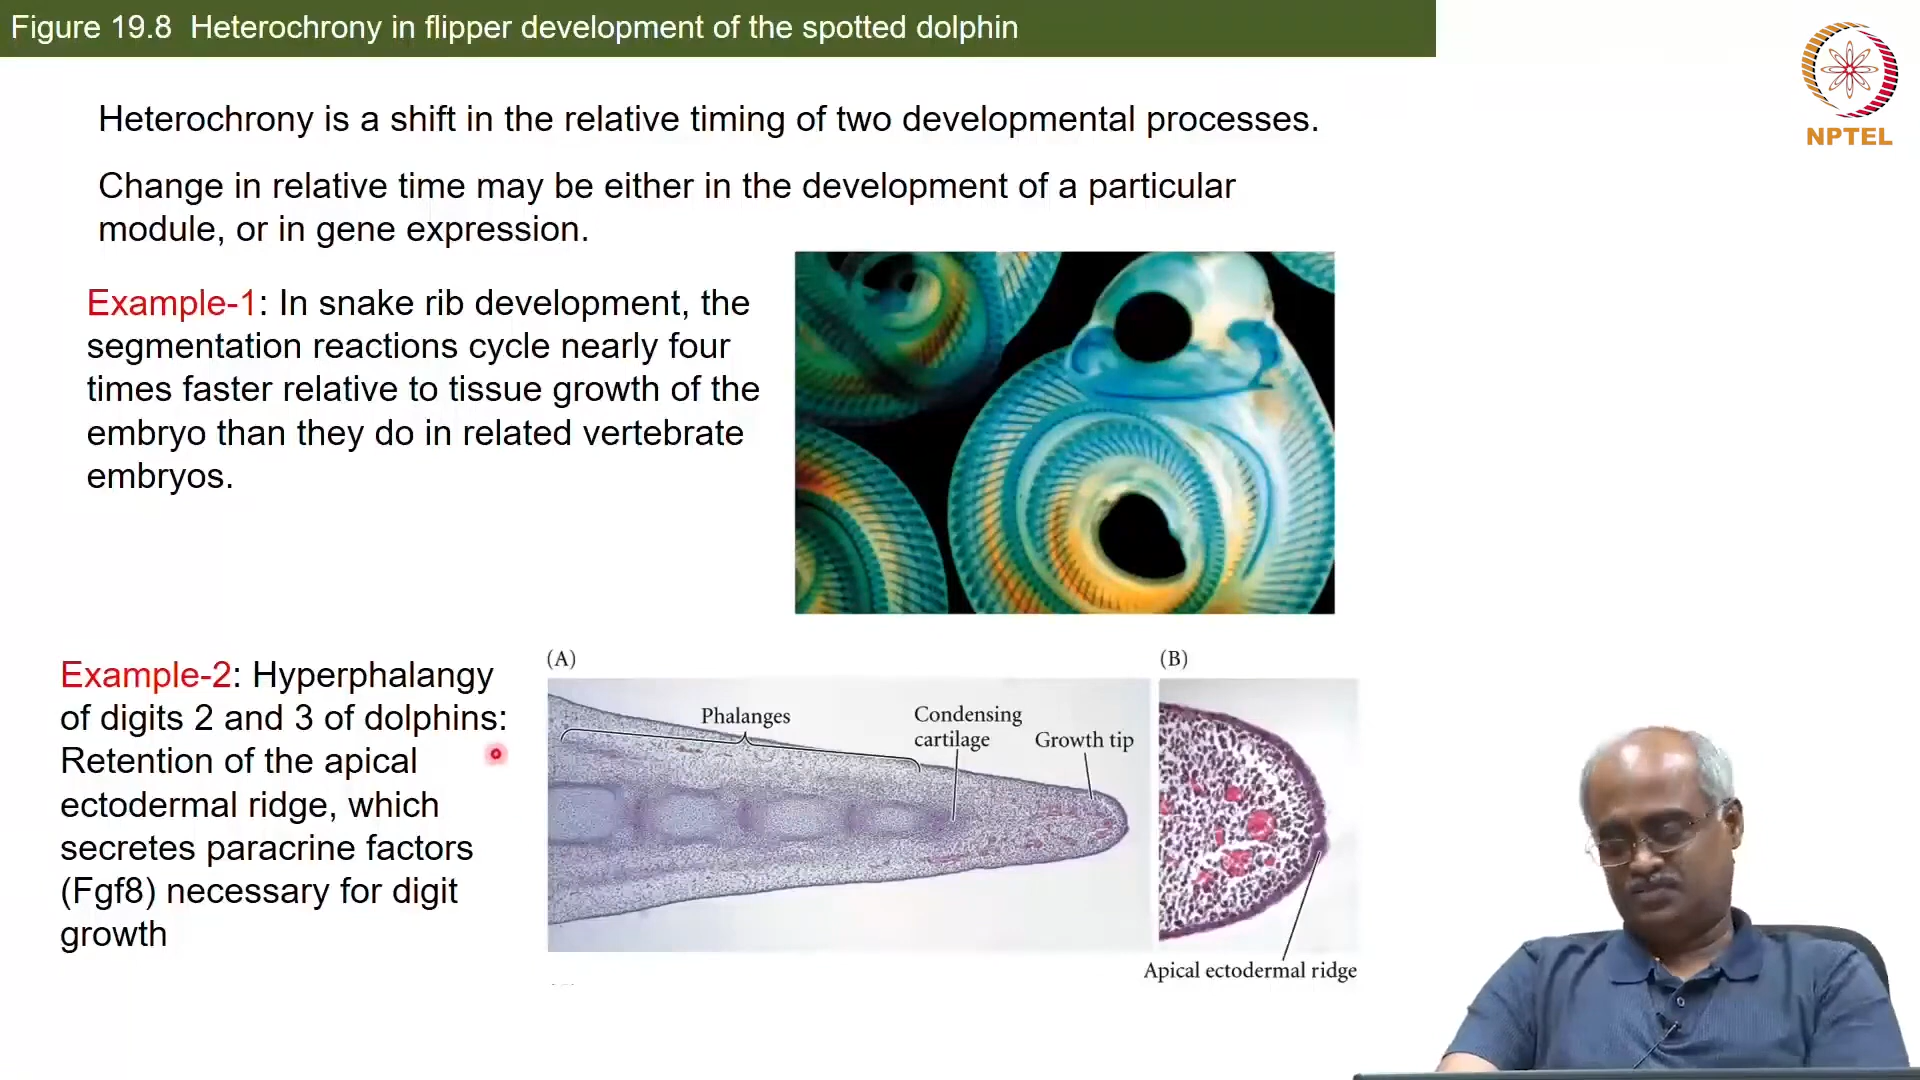 Figure 19.8 Heterochrony in flipper development of the spotted dolphin
NPTEL
Heterochrony is a shift in the relative timing of two developmental processes.
Change in relative time may be either in the development of a particular
module, or in gene expression.
Example-1: In snake rib development, the
segmentation reactions cycle nearly four
times faster relative to tissue growth of the
embryo than they do in related vertebrate
embryos.
Example-2: Hyperphalangy
of digits 2 and 3 of dolphins:
Retention of the apical
ectodermal ridge, which
secretes paracrine factors
(Fgf8) necessary for digit
growth
(A)
Phalanges
Condensing
cartilage
Growth tip
(B)
Apical ectodermal ridge